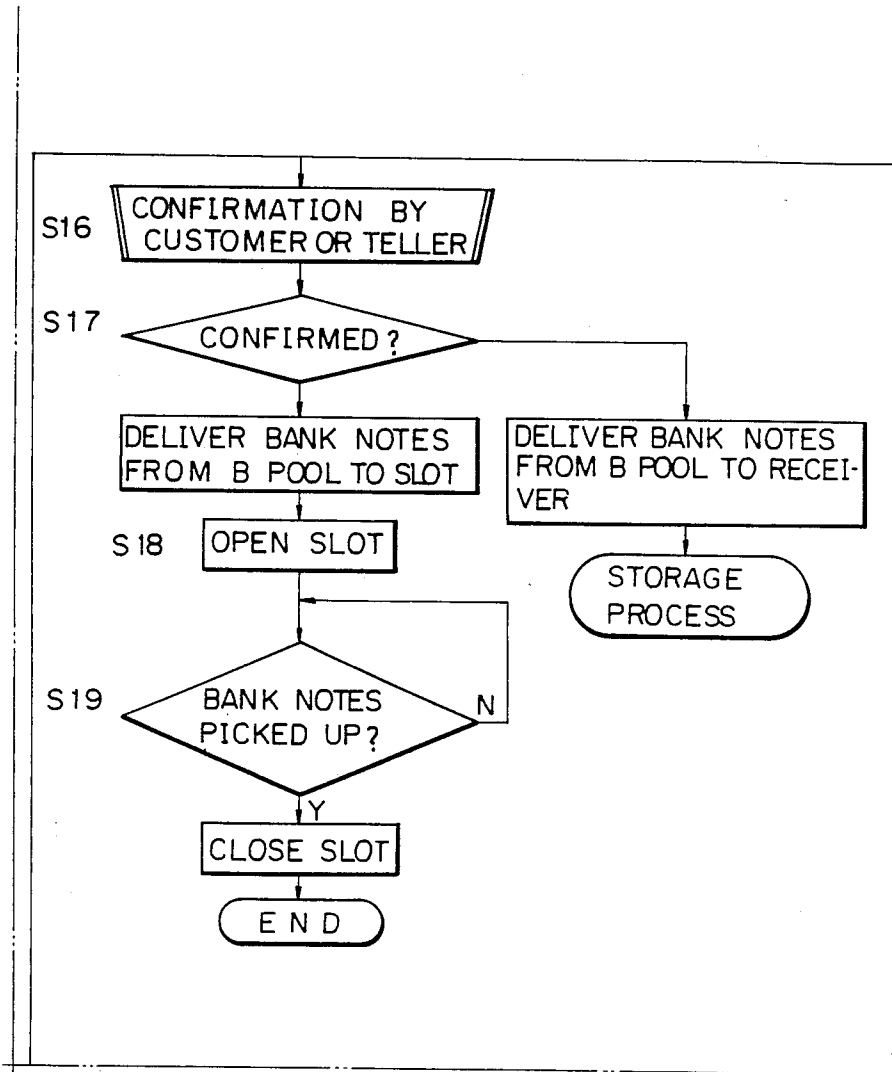 S16
CONFIRMATION BY
CUSTOMER OR TELLER
S17
CONFIRMED?
DELIVER BANK NOTES
FROM B POOL TO SLOT
DELIVER BANK NOTES
FROM B POOL TO RECEI-
VER
S18
OPEN SLOT
STORAGE
PROCESS
S19
BANK NOTES
PICKED UP?
N
Y
CLOSE SLOT
END